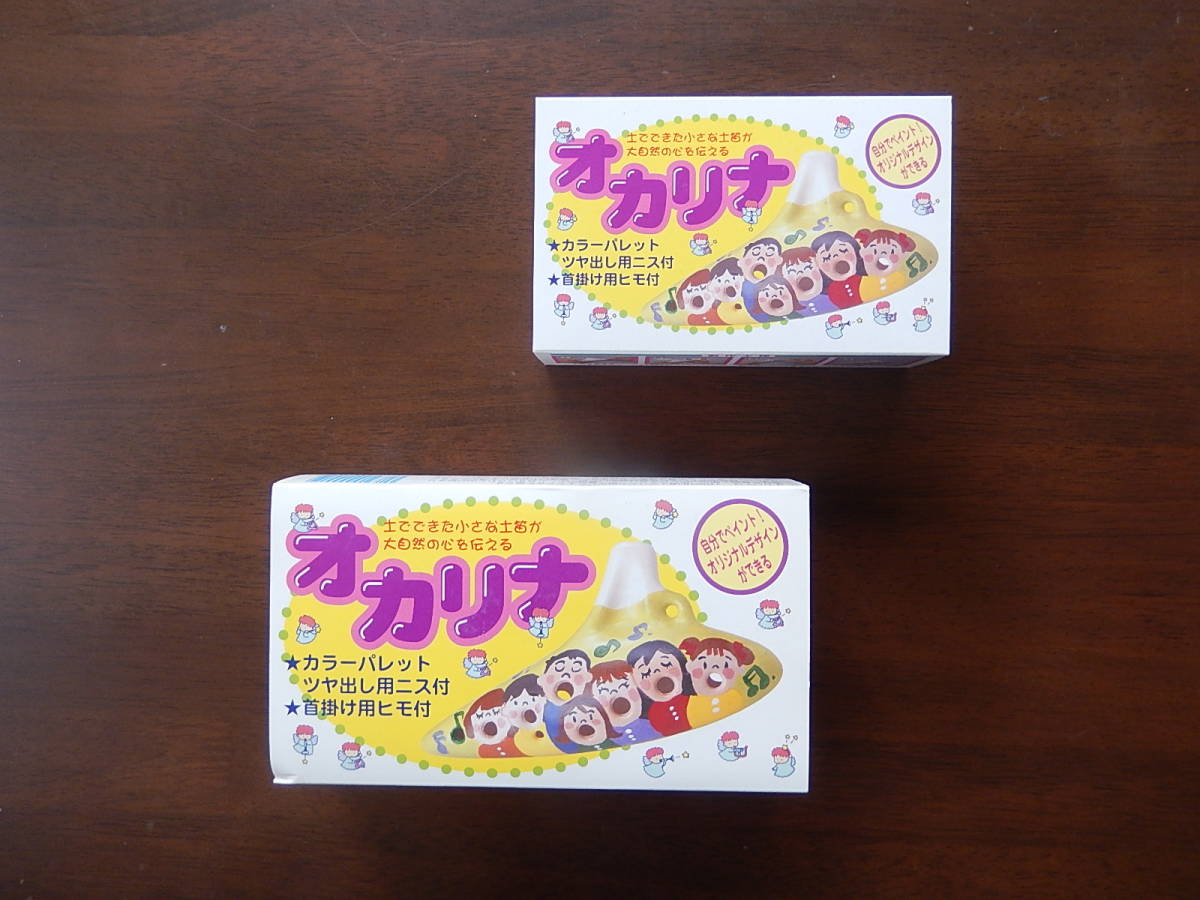 土でできた小さな土笛が
大自然の心を伝える
オカリナ
自分でペイント!
オリジナルデザイン
ができる
★カラーパレット
ツヤ出し用ニス付
★首掛け用ヒモ付
土でできた小さな土笛が
大自然の心を伝える
オカリナ
自分でペイント!
オリジナルデザイン
ができる
★カラーパレット
ツヤ出し用ニス付
★首掛け用ヒモ付